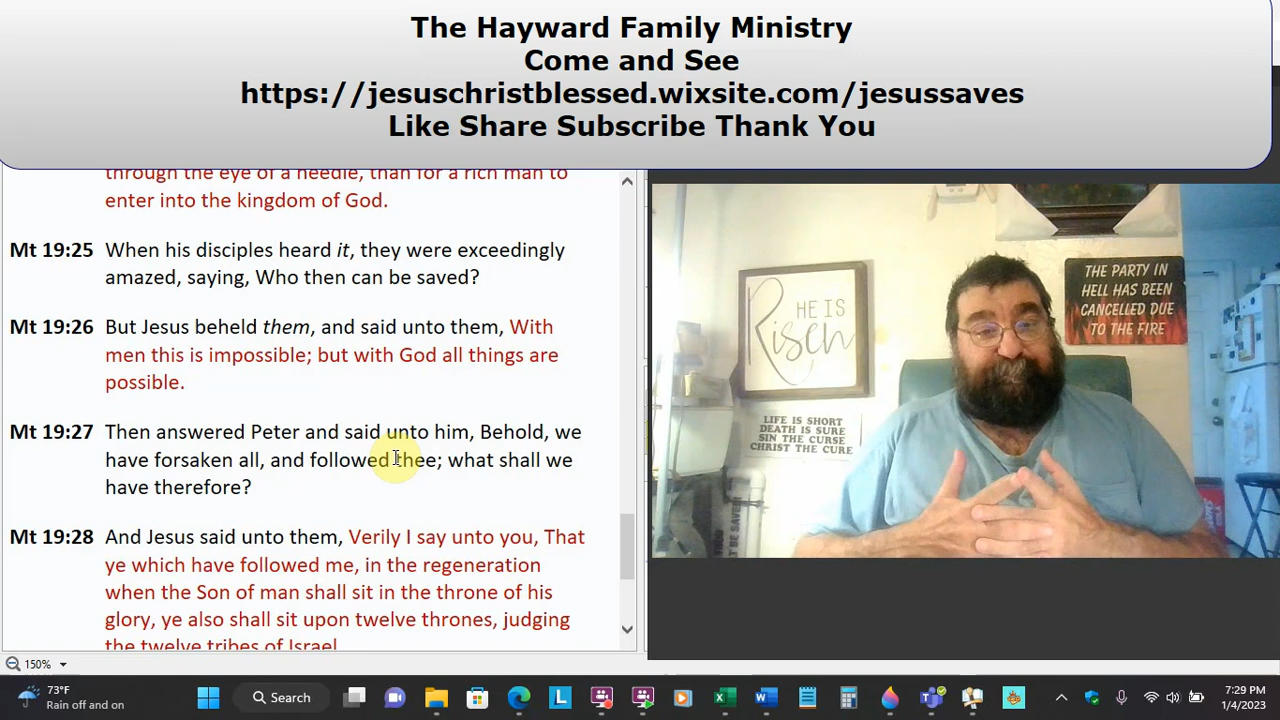 The Hayward Family Ministry
Come and See
https://jesuschristblessed.wixsite.com/jesussaves
Like Share Subscribe Thank You
through the eye of a needle, than for a rich man to
enter into the kingdom of God.
Mt 19:25 When his disciples heard it, they were exceedingly
amazed, saying, Who then can be saved?
Mt 19:26 But Jesus beheld them, and said unto them, With
men this is impossible; but with God all things are
possible.
Mt 19:27 Then answered Peter and said unto him, Behold, we
have forsaken all, and followed thee; what shall we
have therefore?
Mt 19:28 And Jesus said unto them, Verily I say unto you, That
ye which have followed me, in the regeneration
when the Son of man shall sit in the throne of his
glory, ye also shall sit upon twelve thrones, judging
the twelve tribes of Israel.
150%
HE IS
Risen
THE PARTY IN
HELL HAS BEEN
CANCELLED DUE
TO THE FIRE
LIFE IS SHORT
DEATH IS SURE
SIN THE CURSE
CHRIST THE CURE
BE SAVED
73°F
Rain off and on
Search
7:29 PM
1/4/2023